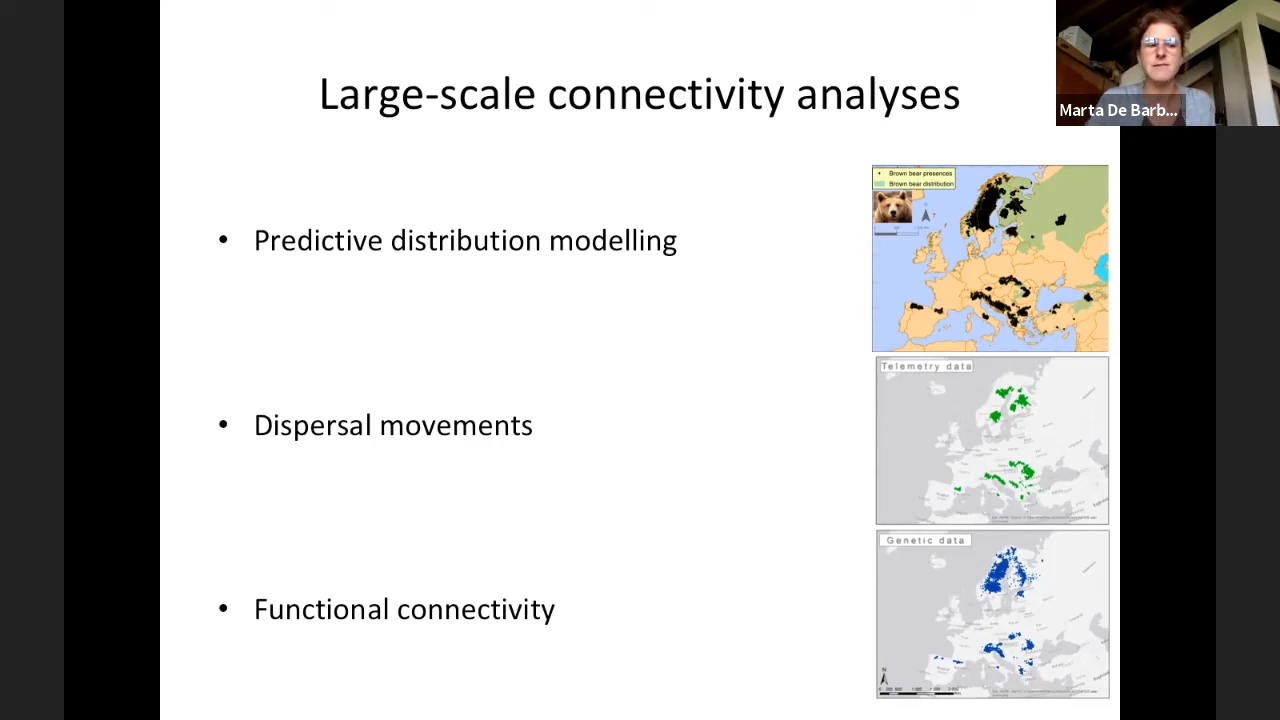 Large-scale connectivity analyses
Marta De Barb...
• Predictive distribution modelling
Brown bear presences
Brown bear distribution
• Dispersal movements
Telemetry data
• Functional connectivity
Genetic data
N